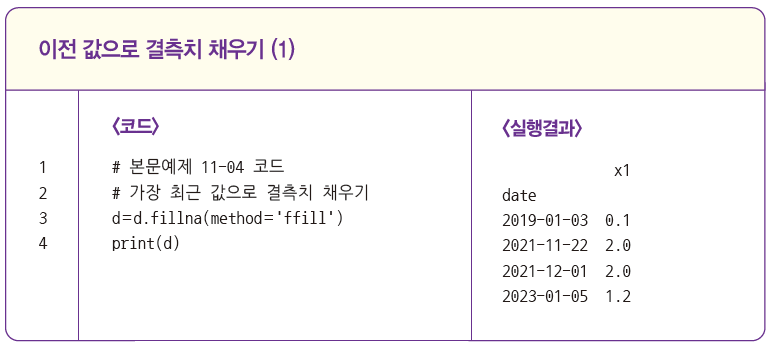 이전 값으로 결측치 채우기 (1)
<코드>
1 # 본문예제 11-04 코드
2 # 가장 최근 값으로 결측치 채우기
3 d=d.fillna(method='ffill')
4 print(d)
<실행결과>
x1
date
2019-01-03 0.1
2021-11-22 2.0
2021-12-01 2.0
2023-01-05 1.2